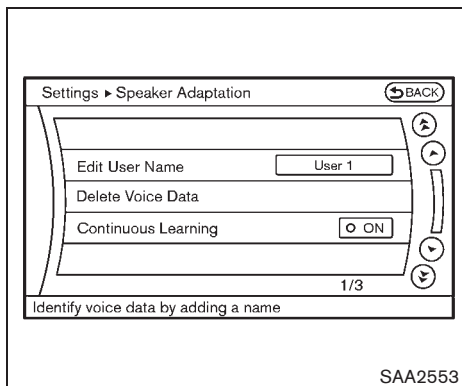 Settings ▸ Speaker Adaptation
BACK
Edit User Name
User 1
Delete Voice Data
Continuous Learning
ON
1/3
Identify voice data by adding a name
SAA2553